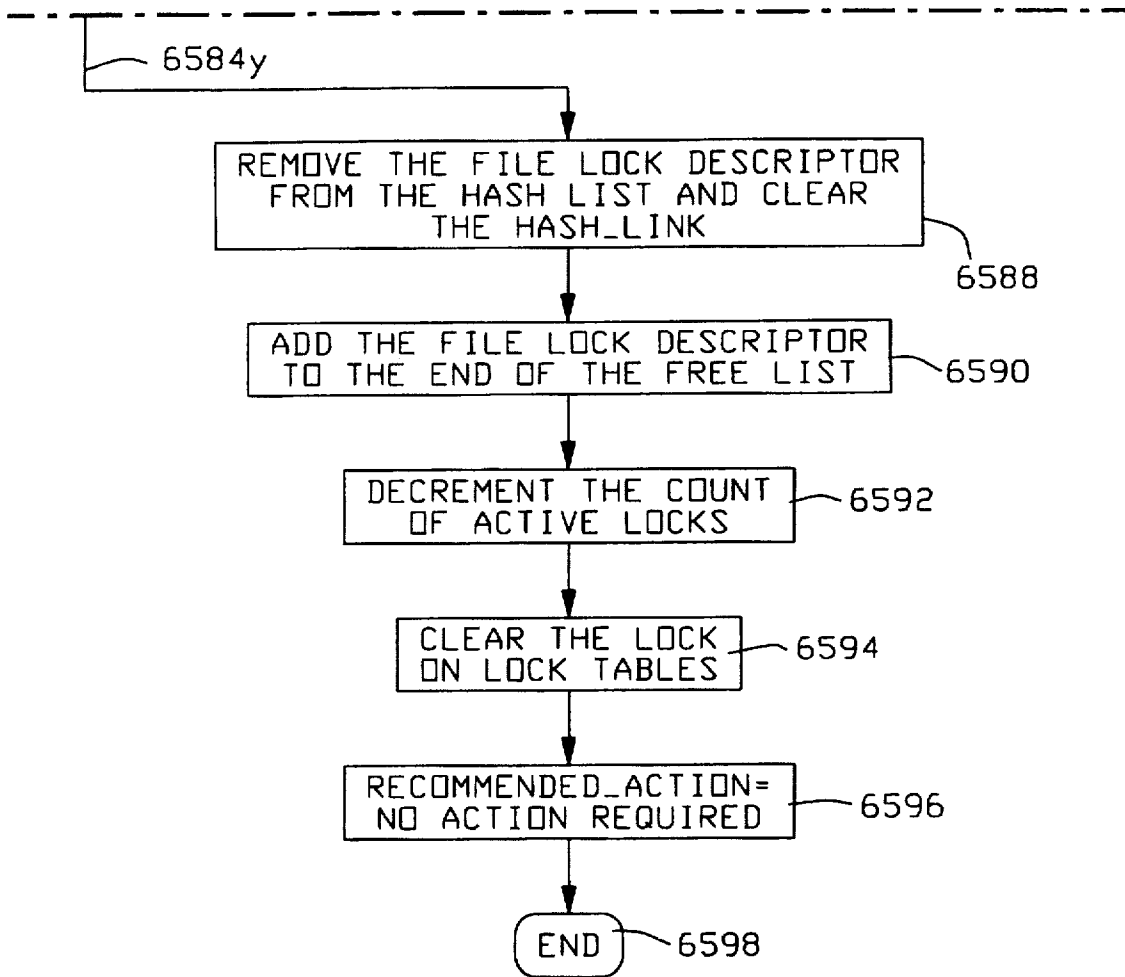 6584y
REMOVE THE FILE LOCK DESCRIPTOR
FROM THE HASH LIST AND CLEAR
THE HASH_LINK
6588
ADD THE FILE LOCK DESCRIPTOR
TO THE END OF THE FREE LIST
6590
DECREMENT THE COUNT
OF ACTIVE LOCKS
6592
CLEAR THE LOCK
ON LOCK TABLES
6594
RECOMMENDED_ACTION=
NO ACTION REQUIRED
6596
END
6598